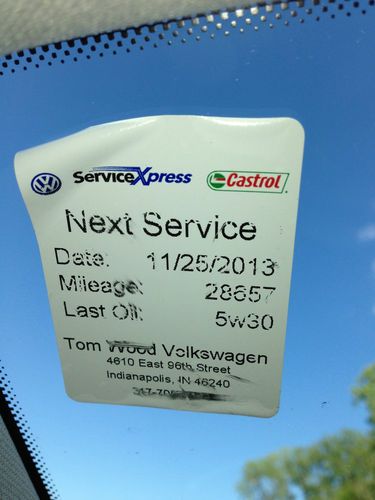 ServiceXpress Castrol
Next Service
Date: 11/25/2013
Mileage: 28657
Last Oil: 5w30
Tom Wood Volkswagen
4610 East 96th Street
Indianapolis, IN 46240